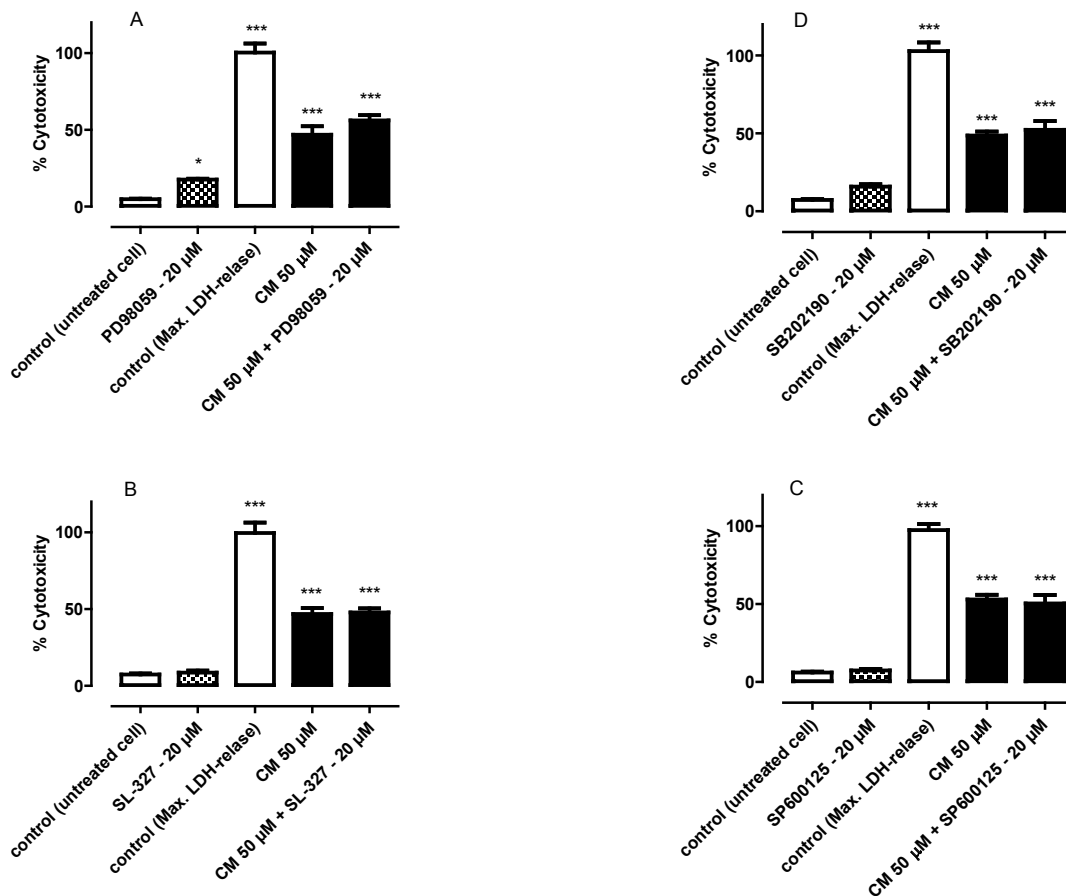 A
% Cytotoxicity
100
50
0
*
***
***
***
control (untreated cell)
PD98059 - 20 µM
control (Max. LDH-relase)
CM 50 µM
CM 50 µM + PD98059 - 20 µM
D
% Cytotoxicity
100
50
0
***
***
***
control (untreated cell)
SB202190 - 20 µM
control (Max. LDH-relase)
CM 50 µM
CM 50 µM + SB202190 - 20 µM
B
% Cytotoxicity
100
50
0
***
***
***
control (untreated cell)
SL-327 - 20 µM
control (Max. LDH-relase)
CM 50 µM
CM 50 µM + SL-327 - 20 µM
C
% Cytotoxicity
100
50
0
***
***
***
control (untreated cell)
SP600125 - 20 µM
control (Max. LDH-relase)
CM 50 µM
CM 50 µM + SP600125 - 20 µM